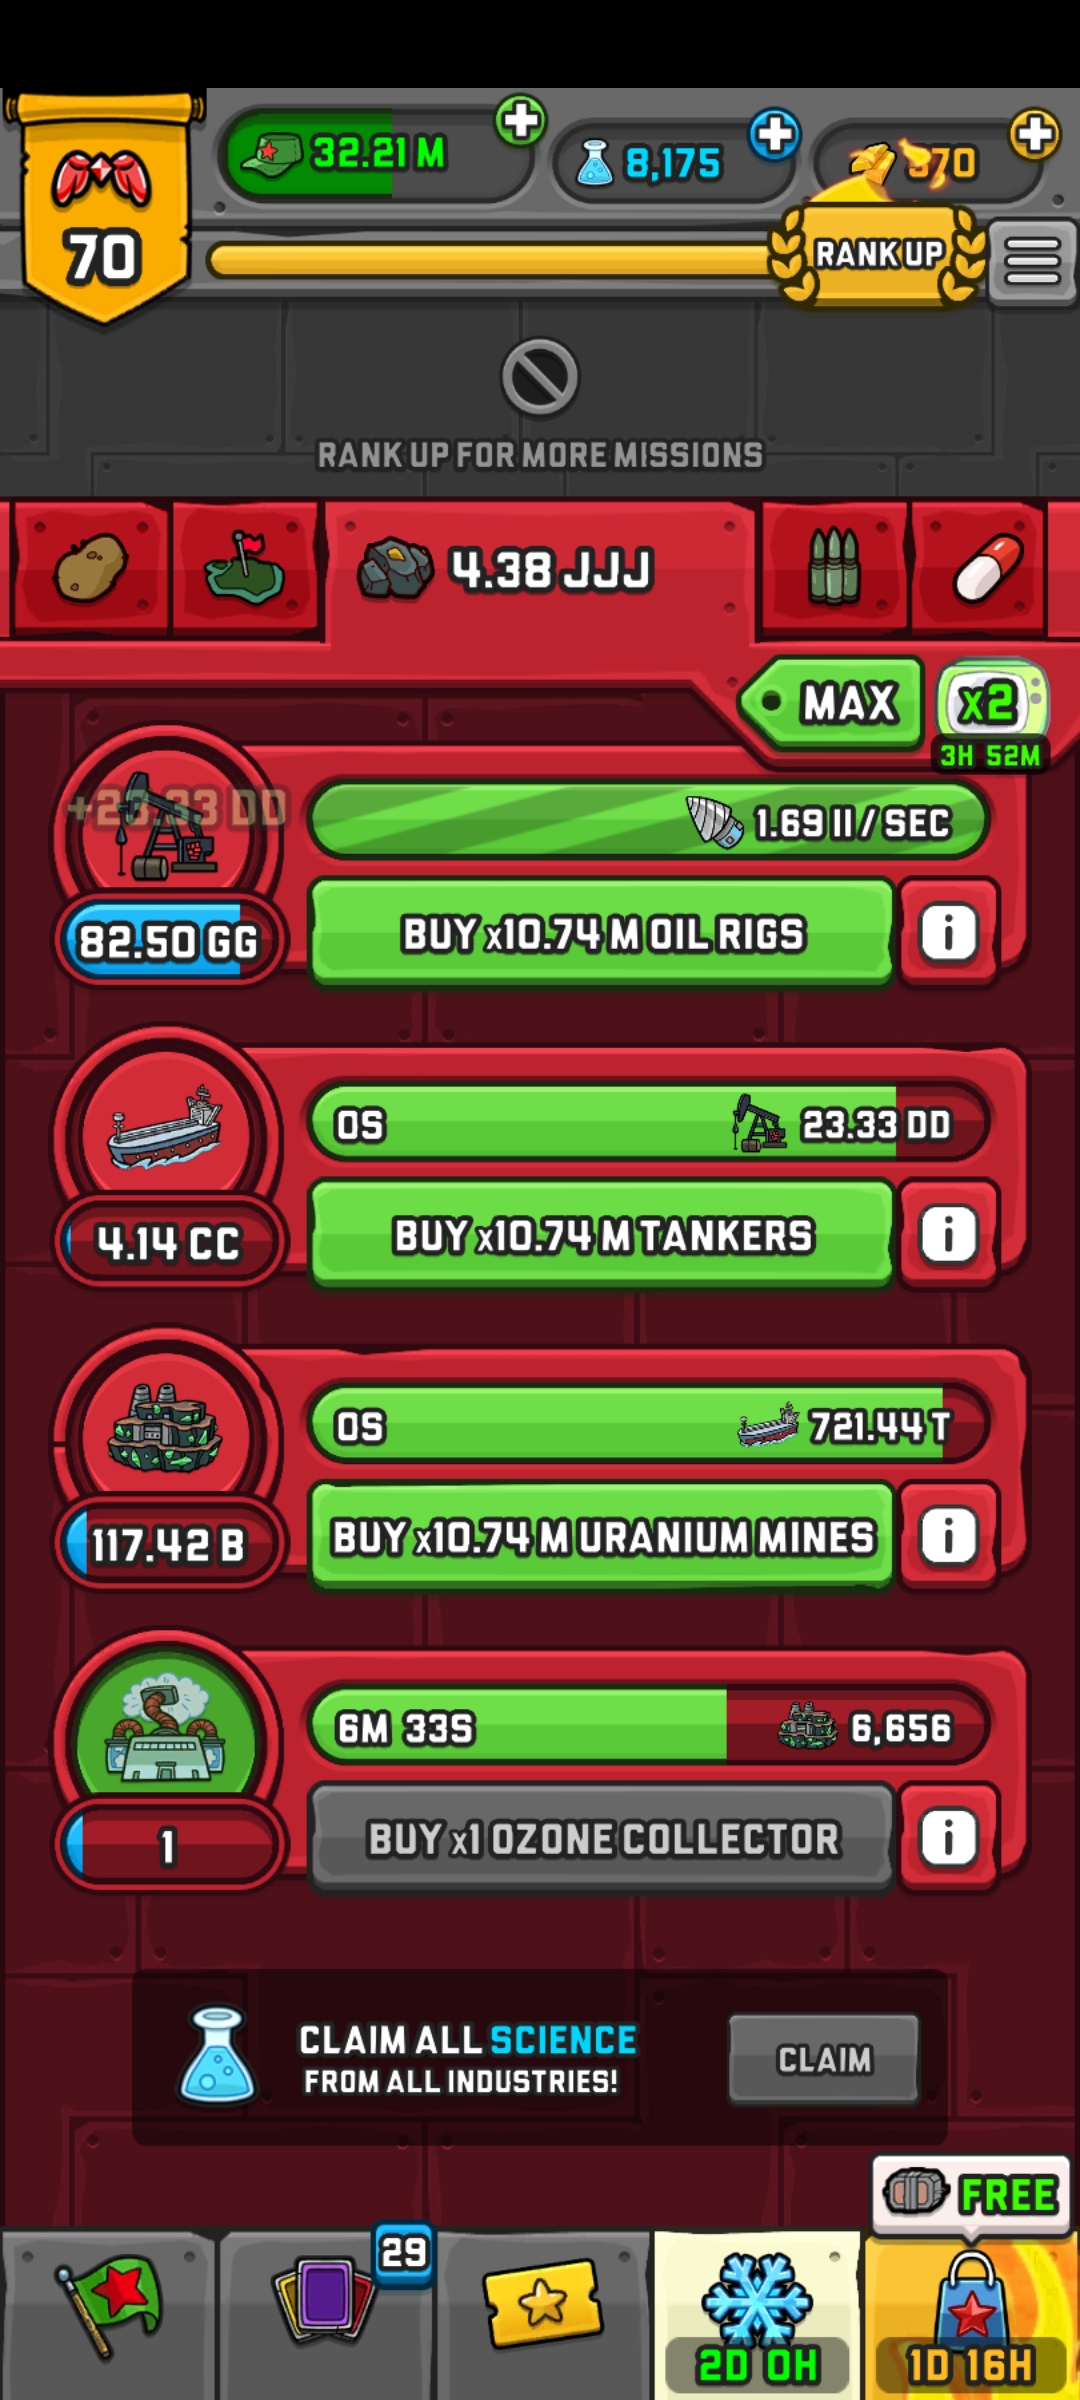 70
32.21 M
8,175
370
RANK UP
RANK UP FOR MORE MISSIONS
4.38 JJJ
MAX
x2
3H 52M
+23.33 DD
1.69 II / SEC
82.50 GG
BUY x10.74 M OIL RIGS
i
0S
23.33 DD
4.14 CC
BUY x10.74 M TANKERS
i
0S
721.44 T
117.42 B
BUY x10.74 M URANIUM MINES
i
6M 33S
6,656
1
BUY x1 OZONE COLLECTOR
i
CLAIM ALL SCIENCE
FROM ALL INDUSTRIES!
CLAIM
FREE
29
2D 0H
1D 16H